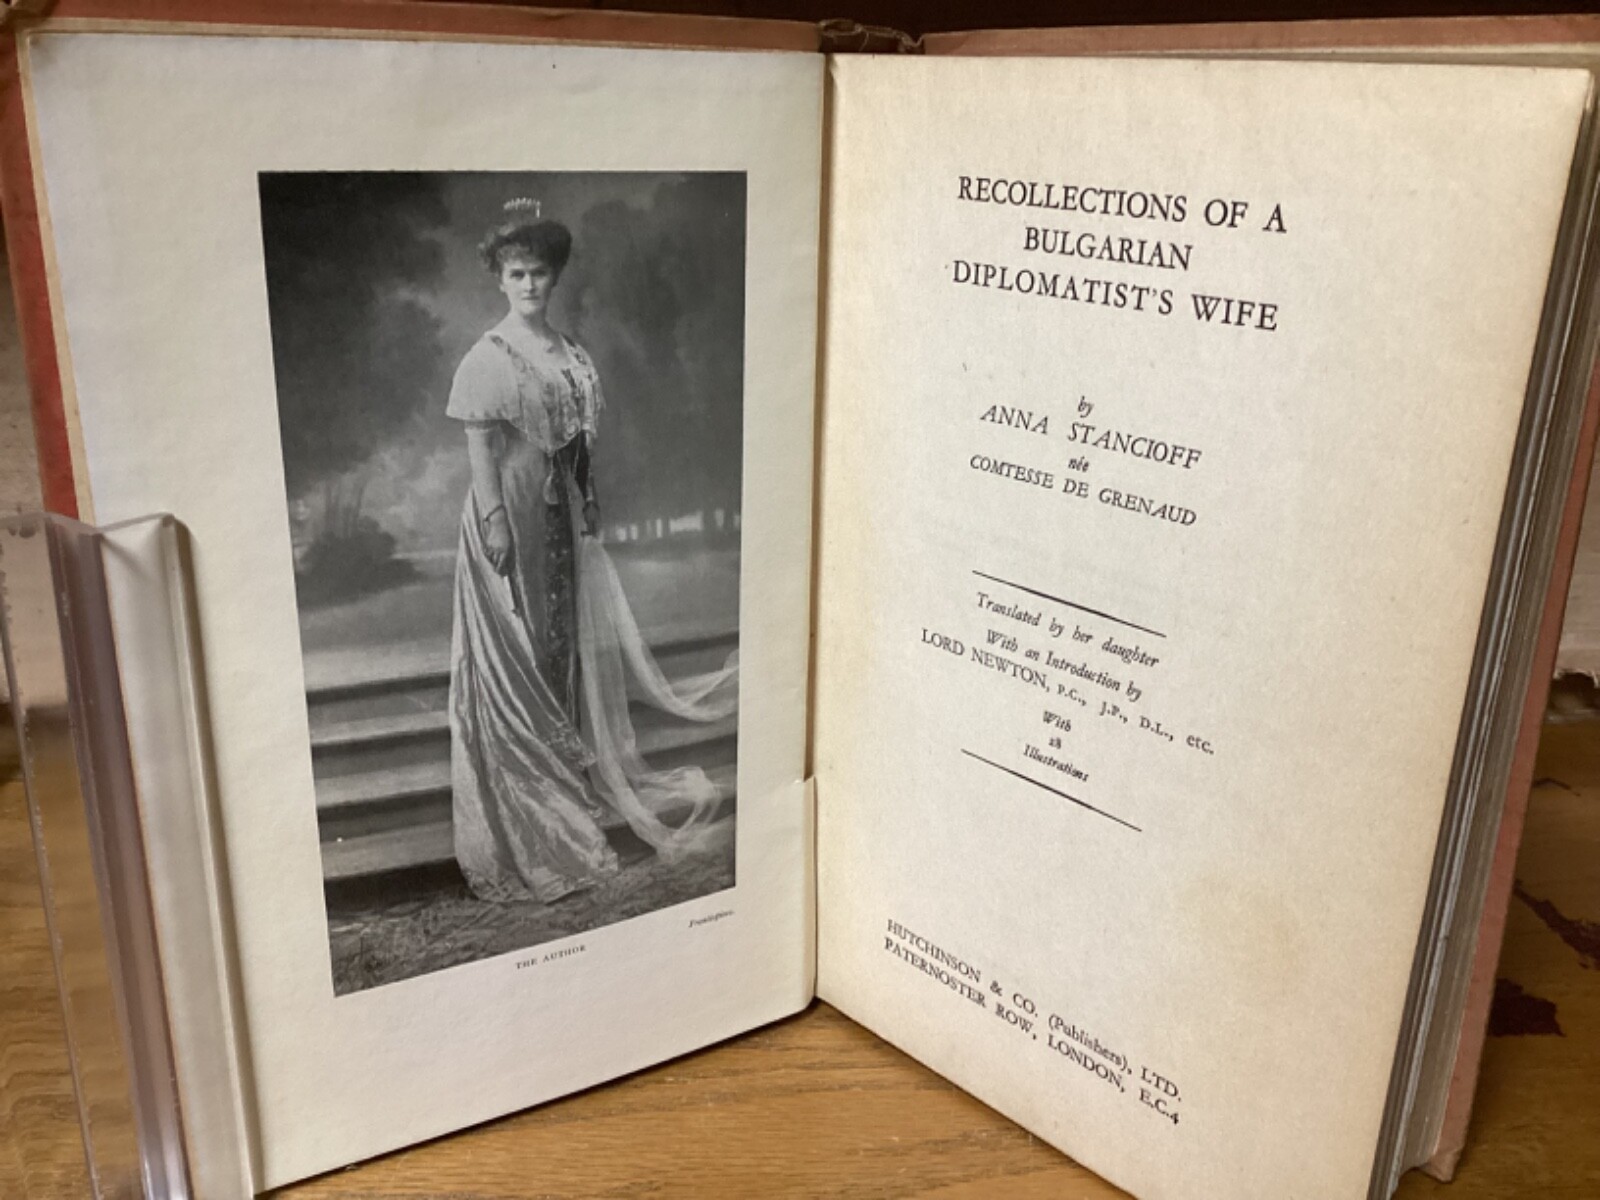 THE AUTHOR
Frontispiece.
RECOLLECTIONS OF A
BULGARIAN
DIPLOMATIST'S WIFE
by
ANNA STANCIOFF
née
COMTESSE DE GRENAUD
Translated by her daughter
With an Introduction by
LORD NEWTON, P.C., J.P., D.L., etc.
With
28
Illustrations
HUTCHINSON & CO. (Publishers), LTD.
PATERNOSTER ROW, LONDON, E.C.4